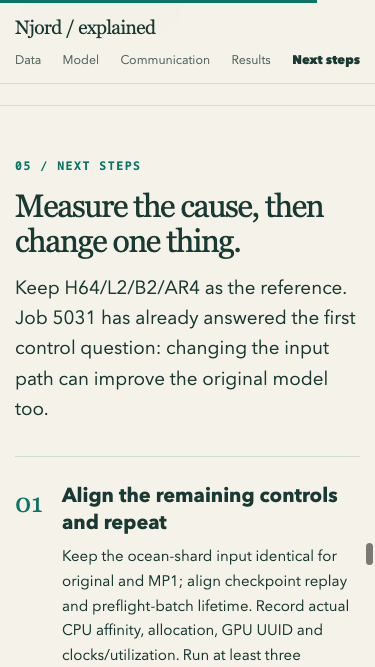 Njord / explained
Data Model Communication Results Next steps
05 / NEXT STEPS
Measure the cause, then
change one thing.
Keep H64/L2/B2/AR4 as the reference.
Job 5031 has already answered the first
control question: changing the input
path can improve the original model
too.
01
Align the remaining controls
and repeat
Keep the ocean-shard input identical for
original and MP1; align checkpoint replay
and preflight-batch lifetime. Record actual
CPU affinity, allocation, GPU UUID and
clocks/utilization. Run at least three